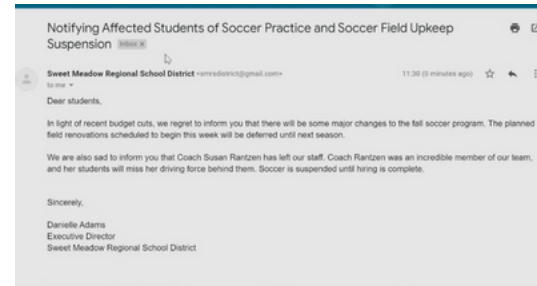 Notifying Affected Students of Soccer Practice and Soccer Field Upkeep
Suspension Inbox x
Sweet Meadow Regional School District <smrsdistrict@gmail.com> 11:30 (0 minutes ago)
to me
Dear students,
In light of recent budget cuts, we regret to inform you that there will be some major changes to the fall soccer program. The planned
field renovations scheduled to begin this week will be deferred until next season.
We are also sad to inform you that Coach Susan Rantzen has left our staff. Coach Rantzen was an incredible member of our team,
and her students will miss her driving force behind them. Soccer is suspended until hiring is complete.
Sincerely,
Danielle Adams
Executive Director
Sweet Meadow Regional School District